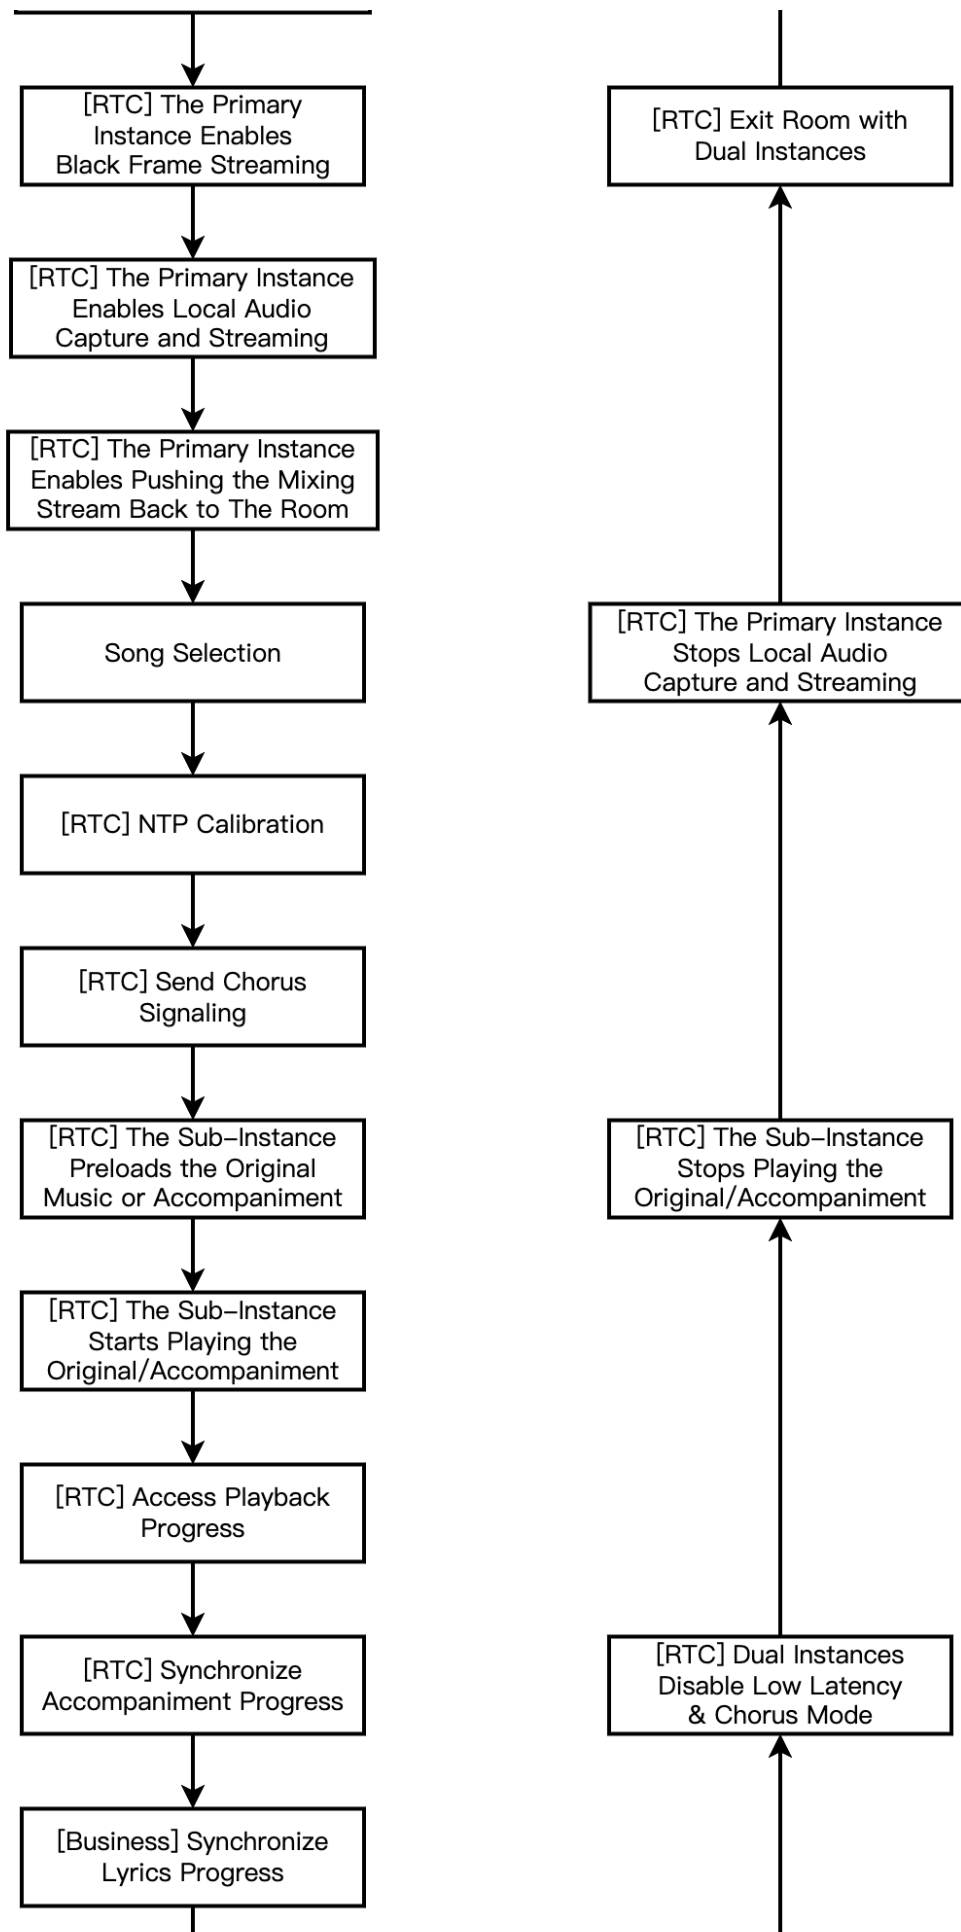 [RTC] The Primary
Instance Enables
Black Frame Streaming
[RTC] The Primary Instance
Enables Local Audio
Capture and Streaming
[RTC] The Primary Instance
Enables Pushing the Mixing
Stream Back to The Room
Song Selection
[RTC] NTP Calibration
[RTC] Send Chorus
Signaling
[RTC] The Sub-Instance
Preloads the Original
Music or Accompaniment
[RTC] The Sub-Instance
Starts Playing the
Original/Accompaniment
[RTC] Access Playback
Progress
[RTC] Synchronize
Accompaniment Progress
[Business] Synchronize
Lyrics Progress
[RTC] Exit Room with
Dual Instances
[RTC] The Primary Instance
Stops Local Audio
Capture and Streaming
[RTC] The Sub-Instance
Stops Playing the
Original/Accompaniment
[RTC] Dual Instances
Disable Low Latency
& Chorus Mode